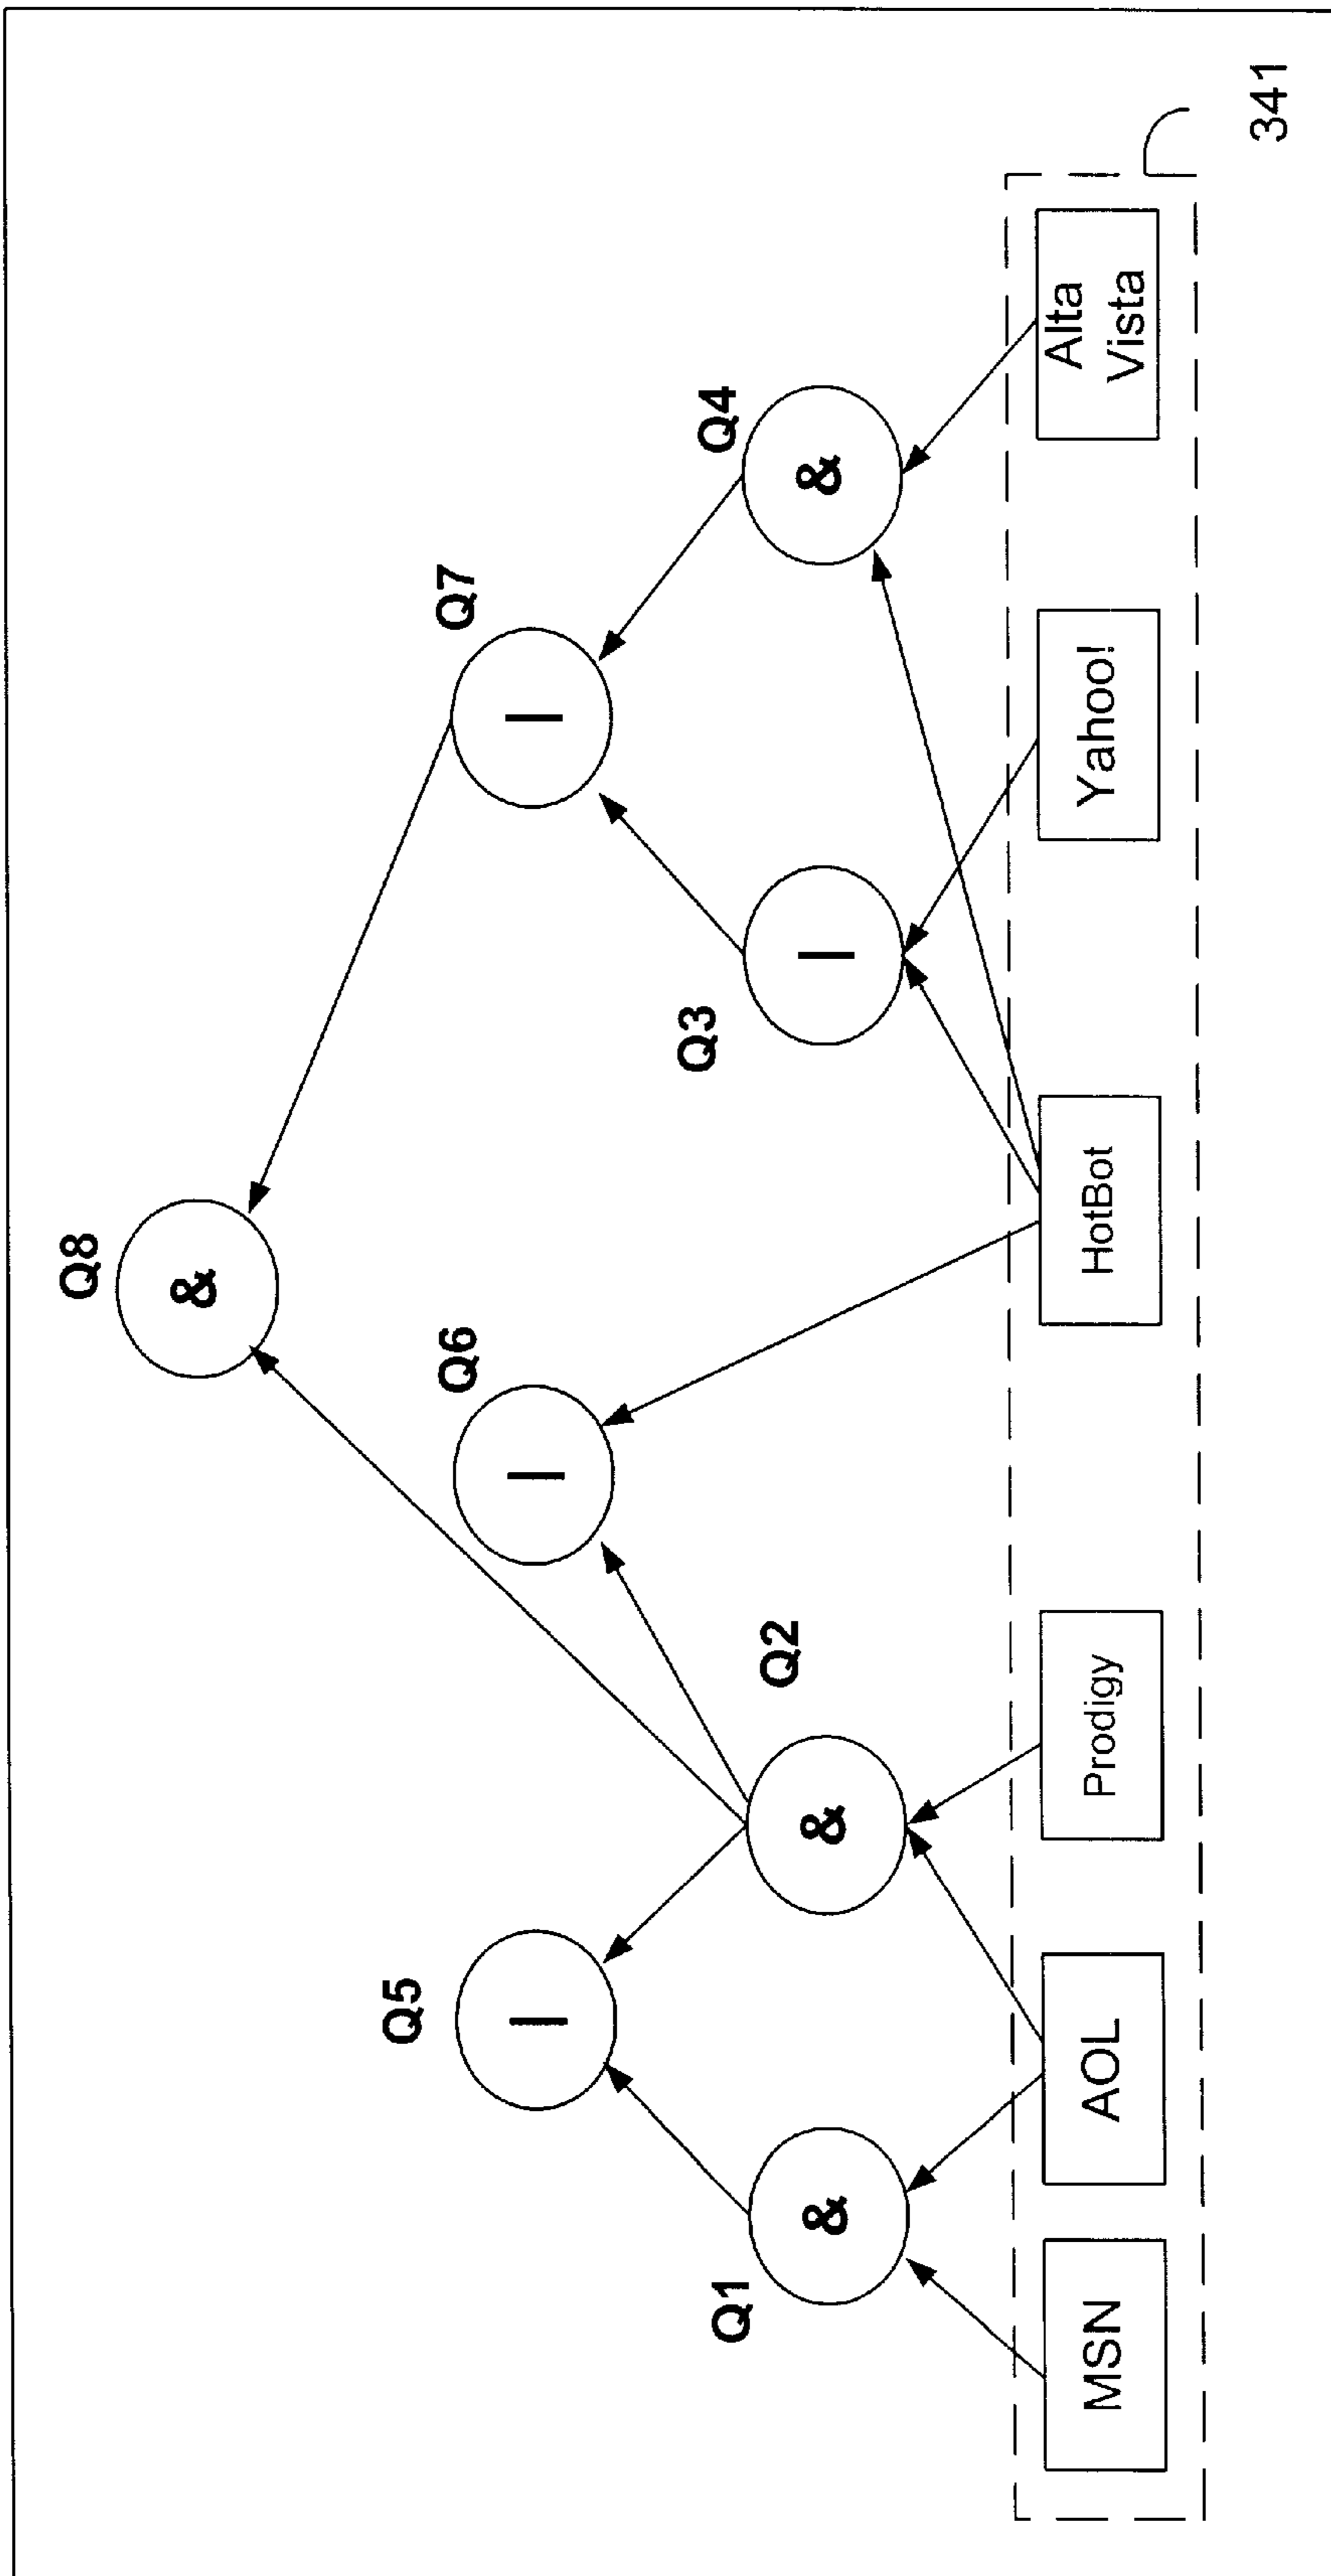 Q8
&
Q5
|
Q6
|
Q7
|
Q1
&
Q2
&
Q3
|
Q4
&
MSN
AOL
Prodigy
HotBot
Yahoo!
Alta
Vista
341